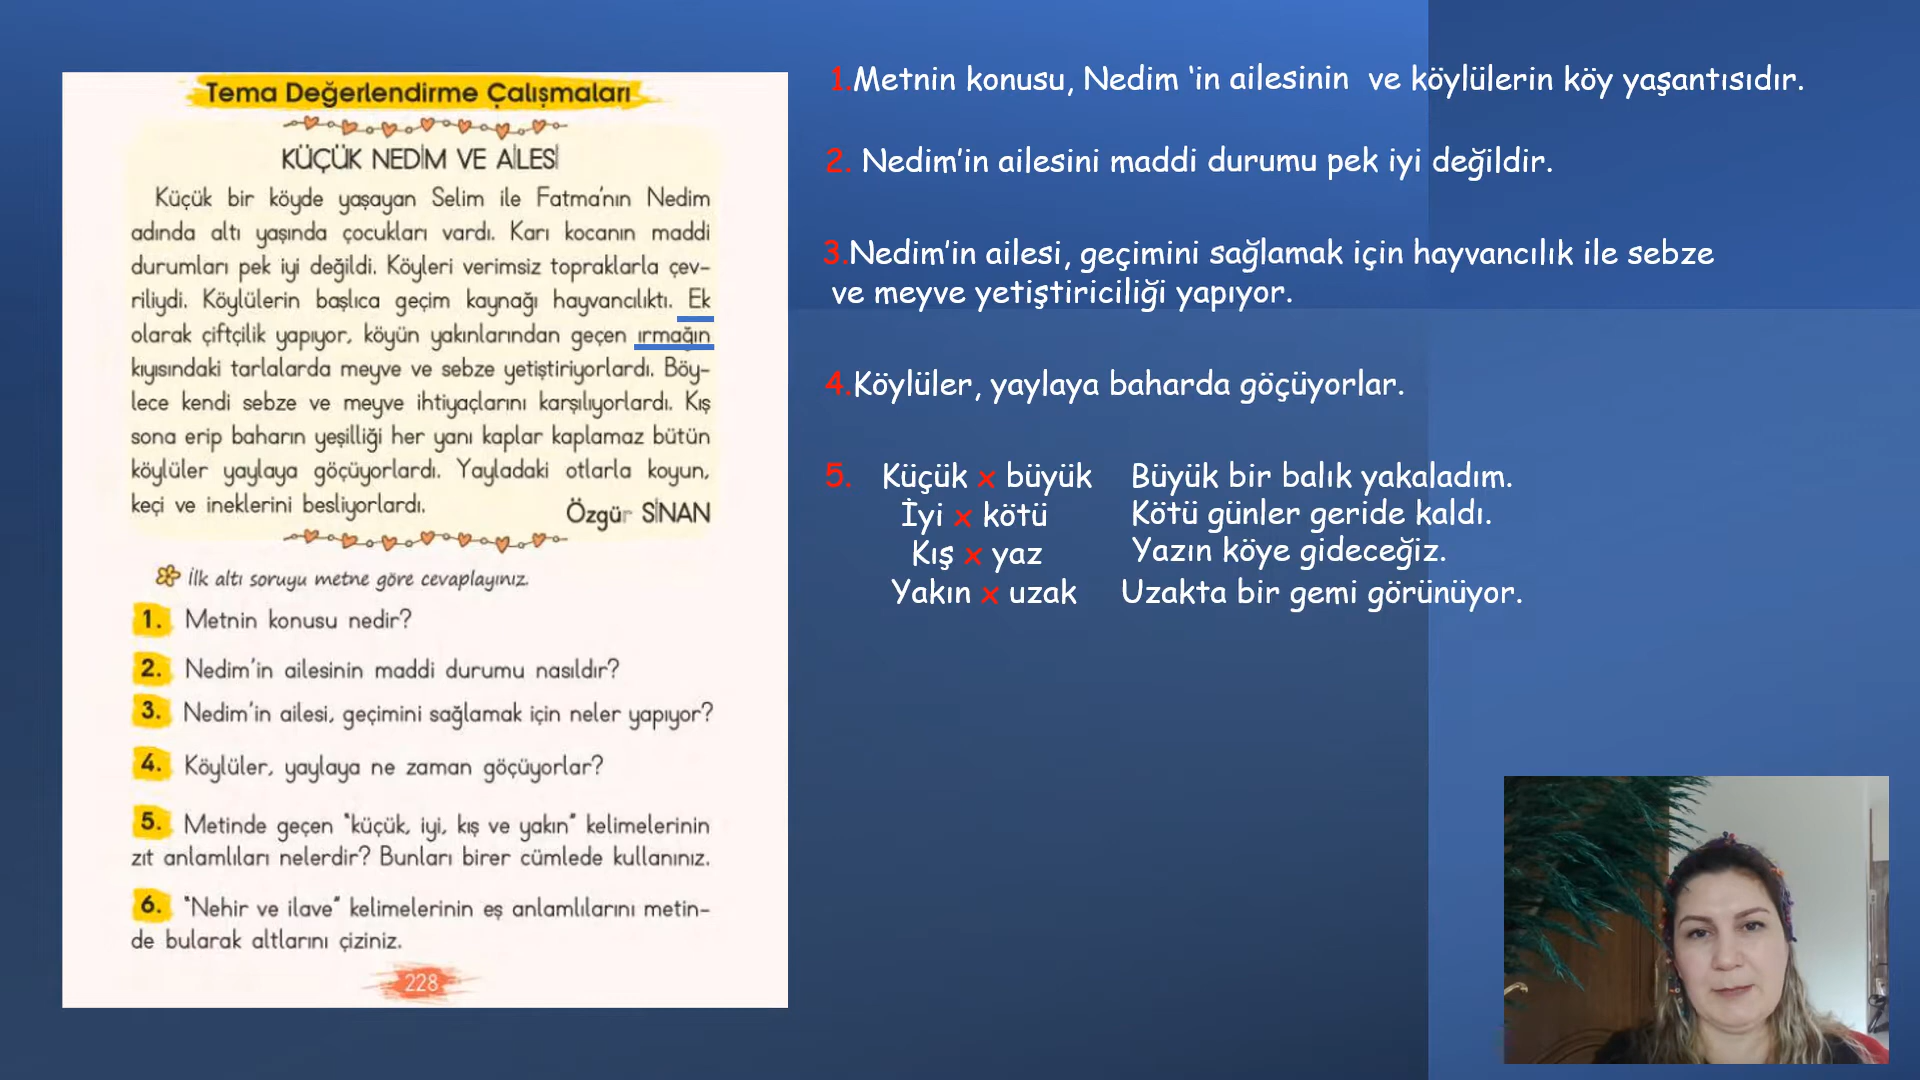 Tema Değerlendirme Çalışmaları
KÜÇÜK NEDİM VE AİLESİ
Küçük bir köyde yaşayan Selim ile Fatma'nın Nedim
adında altı yaşında çocukları vardı. Karı kocanın maddi
durumları pek iyi değildi. Köyleri verimsiz topraklarla çev-
riliydi. Köylülerin başlıca geçim kaynağı hayvancılıktı. Ek
olarak çiftçilik yapıyor, köyün yakınlarından geçen ırmağın
kıyısındaki tarlalarda meyve ve sebze yetiştiriyorlardı. Böy-
lece kendi sebze ve meyve ihtiyaçlarını karşılıyorlardı. Kış
sona erip baharın yeşilliği her yanı kaplar kaplamaz bütün
köylüler yaylaya göçüyorlardı. Yayladaki otlarla koyun,
keçi ve ineklerini besliyorlardı.
Özgür SİNAN
İlk altı soruyu metne göre cevaplayınız.
1. Metnin konusu nedir?
2. Nedim'in ailesinin maddi durumu nasıldır?
3. Nedim'in ailesi, geçimini sağlamak için neler yapıyor?
4. Köylüler, yaylaya ne zaman göçüyorlar?
5. Metinde geçen "küçük, iyi, kış ve yakın" kelimelerinin
zıt anlamlıları nelerdir? Bunları birer cümlede kullanınız.
6. "Nehir ve ilave" kelimelerinin eş anlamlılarını metin-
de bularak altlarını çiziniz.
228
1.Metnin konusu, Nedim 'in ailesinin ve köylülerin köy yaşantısıdır.
2. Nedim'in ailesini maddi durumu pek iyi değildir.
3.Nedim'in ailesi, geçimini sağlamak için hayvancılık ile sebze
ve meyve yetiştiriciliği yapıyor.
4.Köylüler, yaylaya baharda göçüyorlar.
5. Küçük x büyük Büyük bir balık yakaladım.
İyi x kötü Kötü günler geride kaldı.
Kış x yaz Yazın köye gideceğiz.
Yakın x uzak Uzakta bir gemi görünüyor.